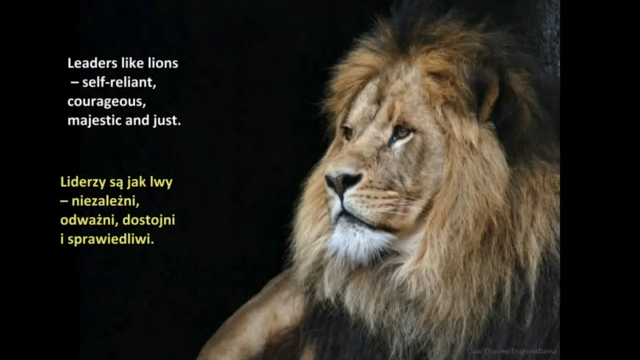 Leaders like lions
– self-reliant,
courageous,
majestic and just.
Liderzy są jak lwy
– niezależni,
odważni, dostojni
i sprawiedliwi.